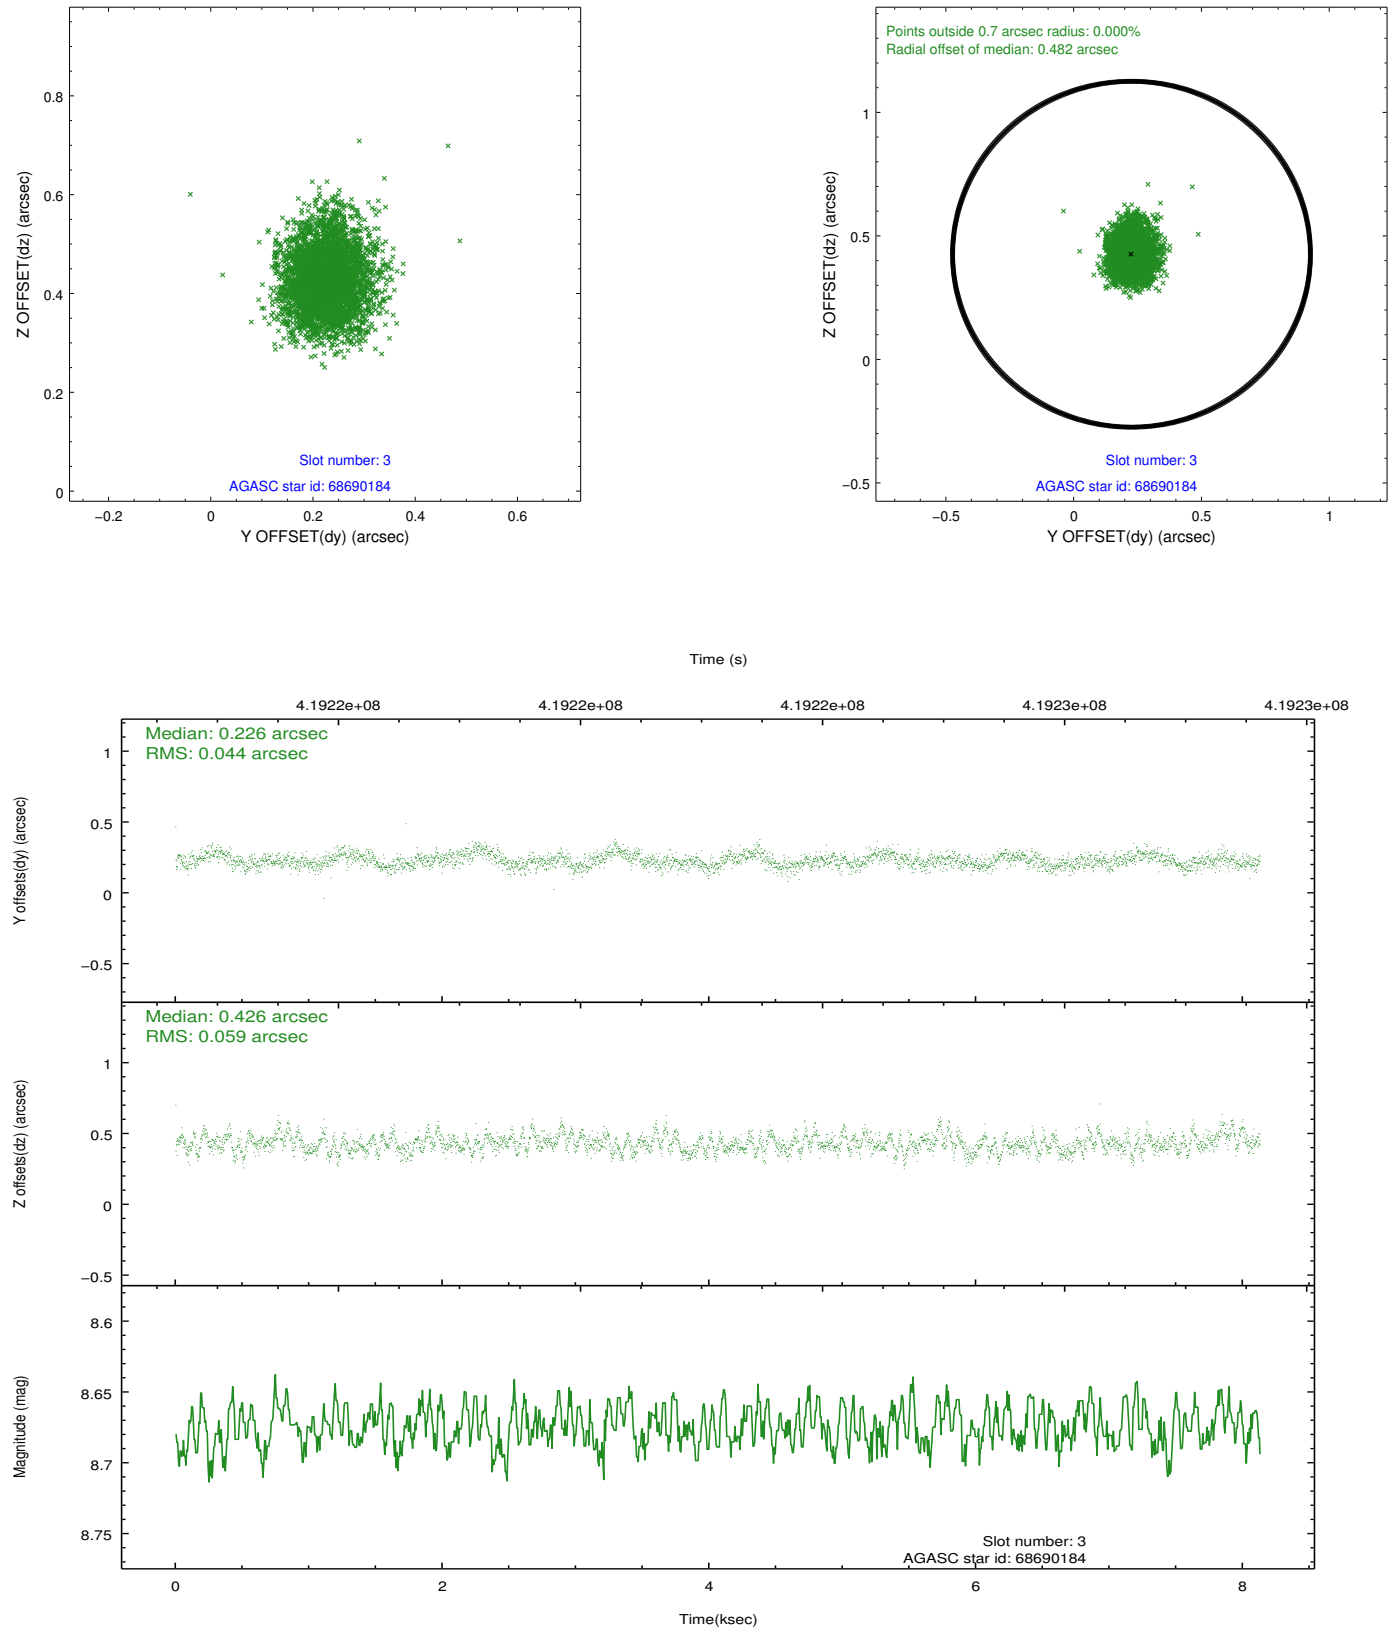 0.8
0.6
0.4
0.2
0
−0.2
0
0.2
0.4
0.6
Z OFFSET(dz) (arcsec)
Y OFFSET(dy) (arcsec)
Slot number: 3
AGASC star id: 68690184
Points outside 0.7 arcsec radius: 0.000%
Radial offset of median: 0.482 arcsec
1
0.5
0
−0.5
−0.5
0
0.5
1
Z OFFSET(dz) (arcsec)
Y OFFSET(dy) (arcsec)
Slot number: 3
AGASC star id: 68690184
Time (s)
4.1922e+08
4.1922e+08
4.1922e+08
4.1923e+08
4.1923e+08
Median: 0.226 arcsec
RMS: 0.044 arcsec
1
0.5
0
−0.5
Y offsets(dy) (arcsec)
Median: 0.426 arcsec
RMS: 0.059 arcsec
1
0.5
0
−0.5
Z offsets(dz) (arcsec)
8.6
8.65
8.7
8.75
Magnitude (mag)
Slot number: 3
AGASC star id: 68690184
0
2
4
6
8
Time(ksec)